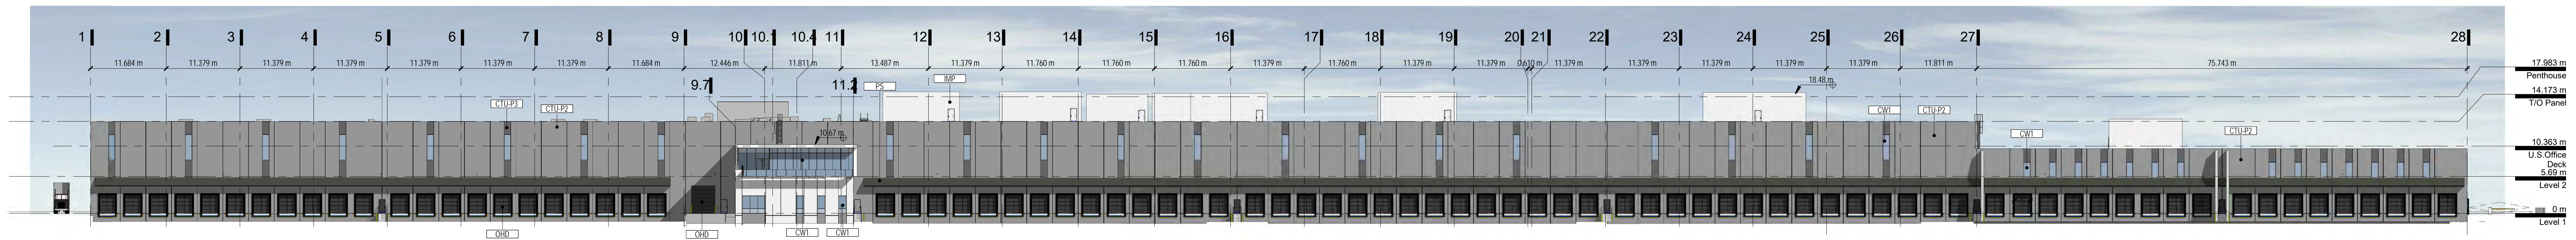 1 2 3 4 5 6 7 8 9 10 10.1 10.4 11 12 13 14 15 16 17 18 19 20 21 22 23 24 25 26 27 28
11.684 m 11.379 m 11.379 m 11.379 m 11.379 m 11.379 m 11.379 m 11.684 m 12.446 m 11.811 m 13.487 m 11.379 m 11.760 m 11.760 m 11.760 m 11.379 m 11.760 m 11.379 m 11.379 m 0.610 m 11.379 m 11.379 m 11.379 m 11.379 m 11.379 m 11.811 m 75.743 m
17.983 m
Penthouse
9.7 11.2 PS IMP 18.48 m
14.173 m
T/O Panel
CTU-P3 CTU-P2 CW1 CTU-P2
10.67 m CW1 CTU-P2
10.363 m
U.S.Office
Deck
5.69 m
Level 2
0 m
Level 1
OHD OHD CW1 CW1